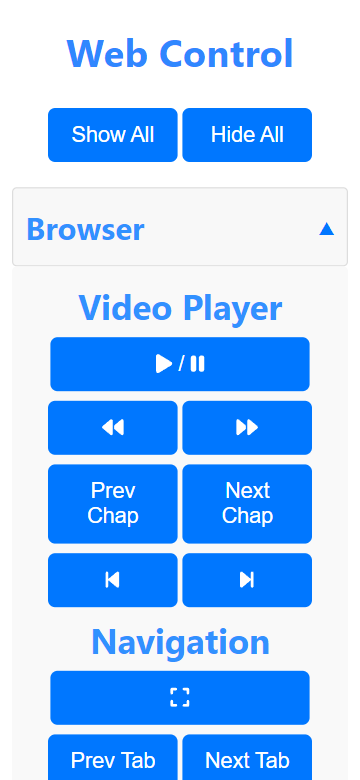 Web Control
Show All
Hide All
Browser
Video Player
/
Prev
Chap
Next
Chap
Navigation
Prev Tab
Next Tab